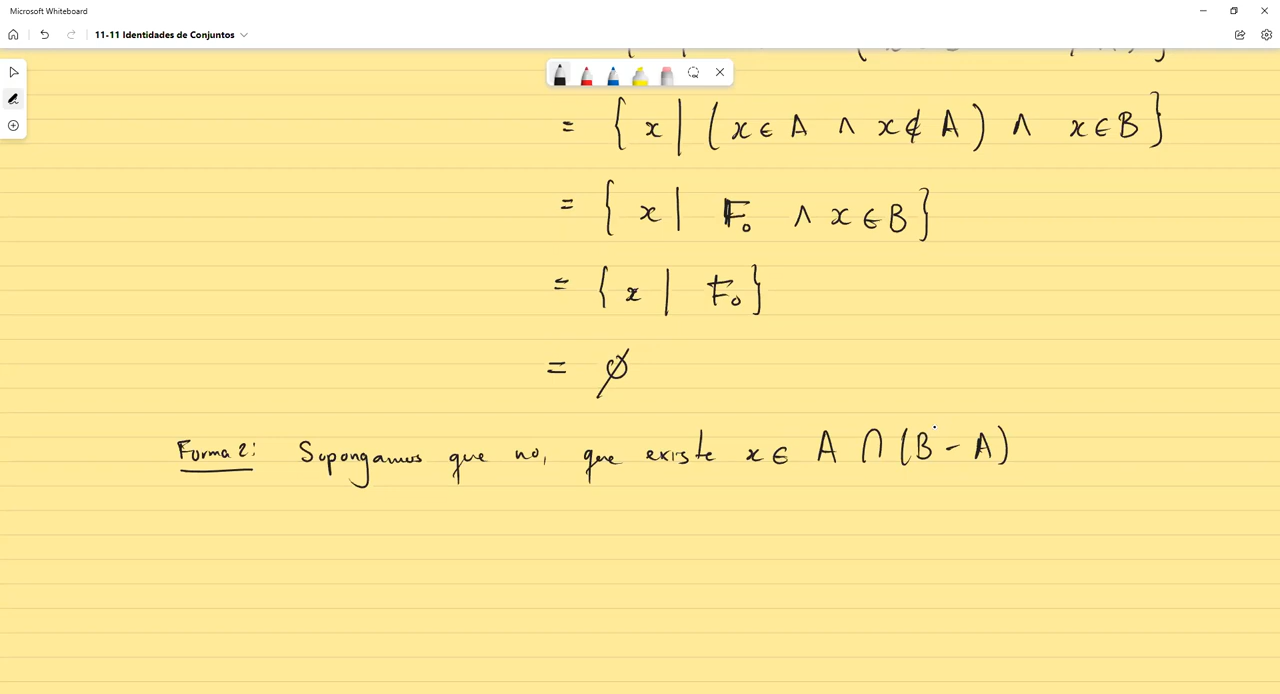 Microsoft Whiteboard
11-11 Identidades de Conjuntos
= { x | (x ∈ A ∧ x ∉ A) ∧ x ∈ B }
= { x | F₀ ∧ x ∈ B }
= { x | F₀ }
= ∅
Forma 2: Supongamos que no, que existe x ∈ A ∩ (B - A)